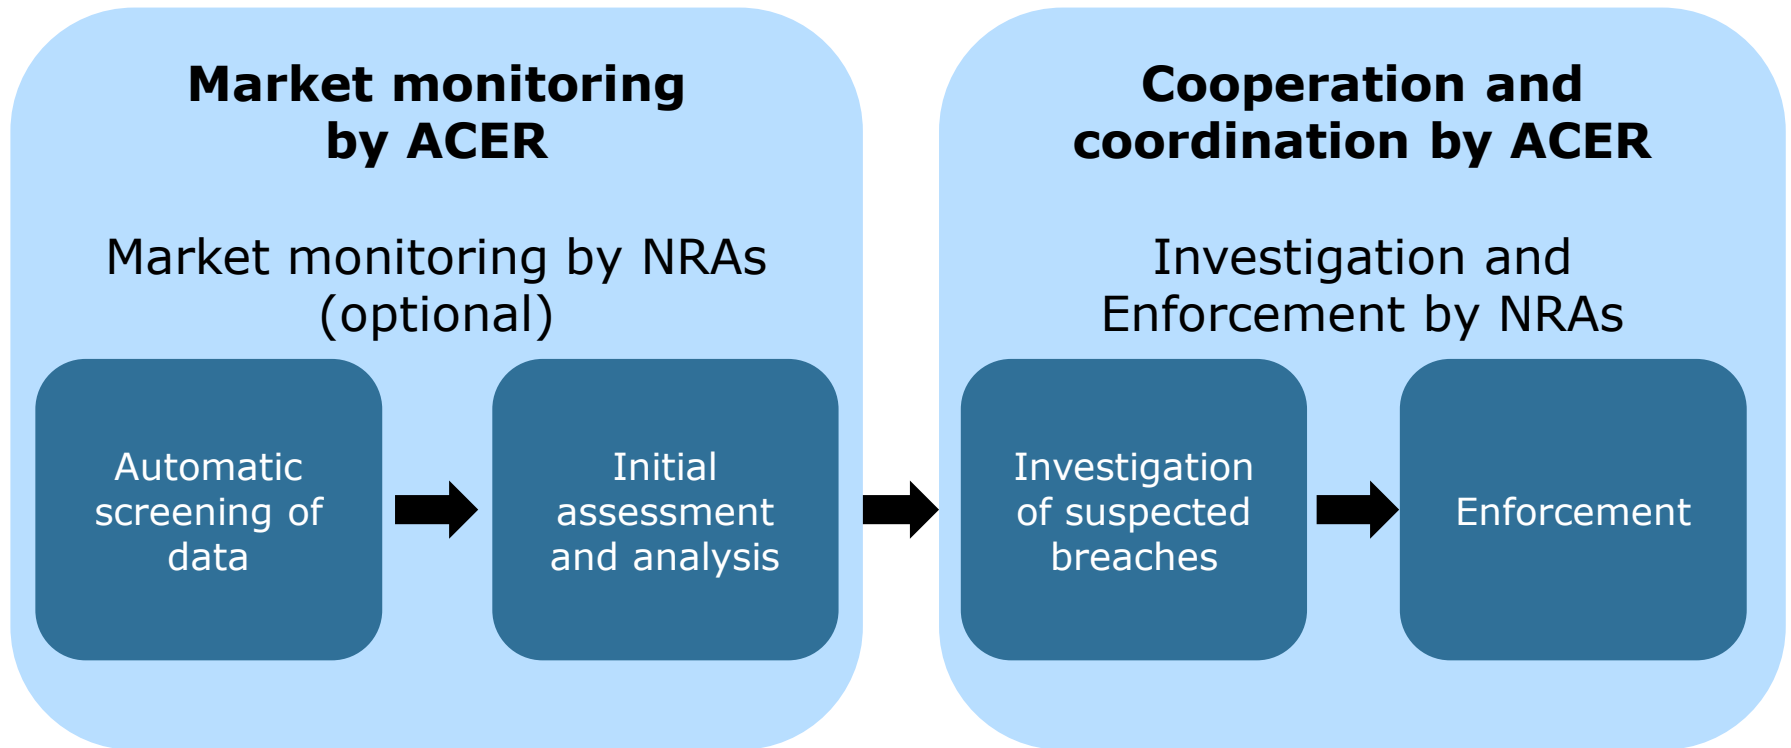 Market monitoring
by ACER
Market monitoring by NRAs
(optional)
Automatic
screening of
data
Initial
assessment
and analysis
Cooperation and
coordination by ACER
Investigation and
Enforcement by NRAs
Investigation
of suspected
breaches
Enforcement